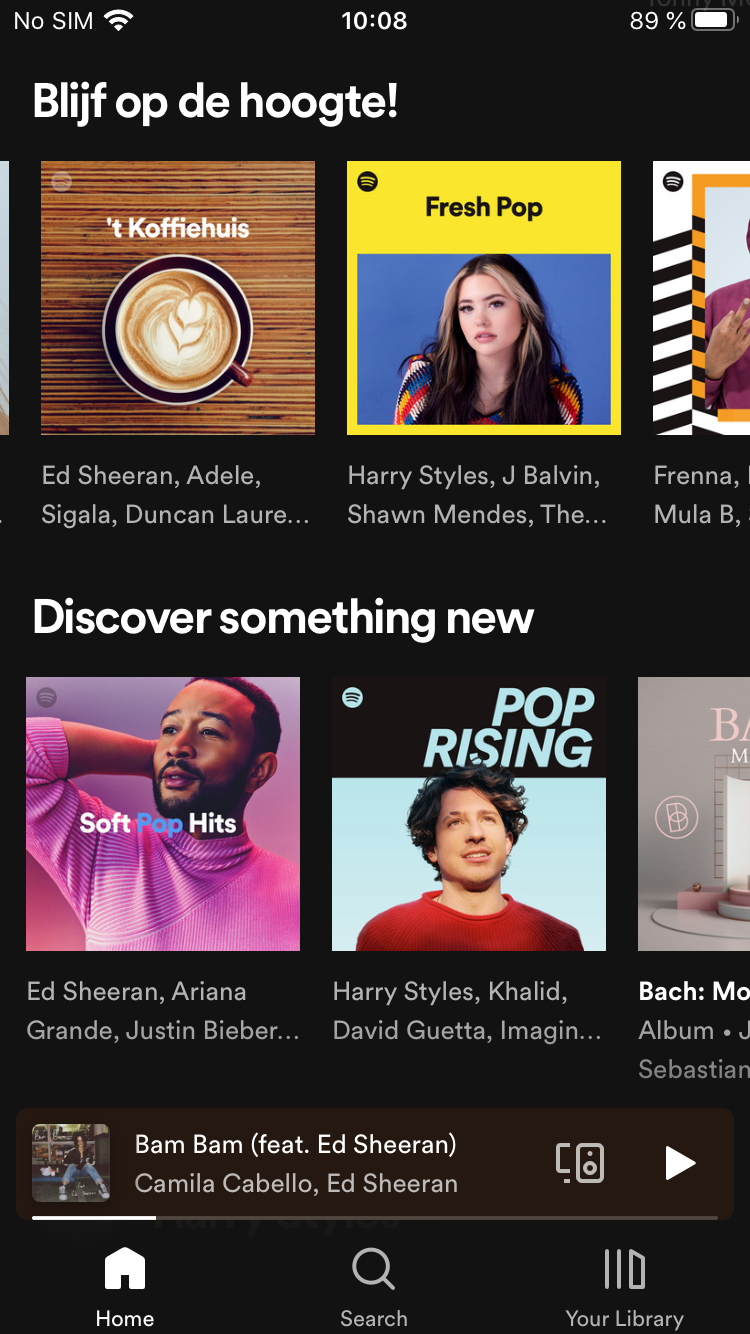 No SIM 10:08 89 %
Blijf op de hoogte!
't Koffiehuis
Fresh Pop
Ed Sheeran, Adele,
Sigala, Duncan Laure...
Harry Styles, J Balvin,
Shawn Mendes, The...
Frenna,
Mula B,
Discover something new
Soft Pop Hits
POP
RISING
Ed Sheeran, Ariana
Grande, Justin Bieber...
Harry Styles, Khalid,
David Guetta, Imagin...
Bach: Mo
Album • J
Sebastian
Bam Bam (feat. Ed Sheeran)
Camila Cabello, Ed Sheeran
Harry Styles
Home
Search
Your Library